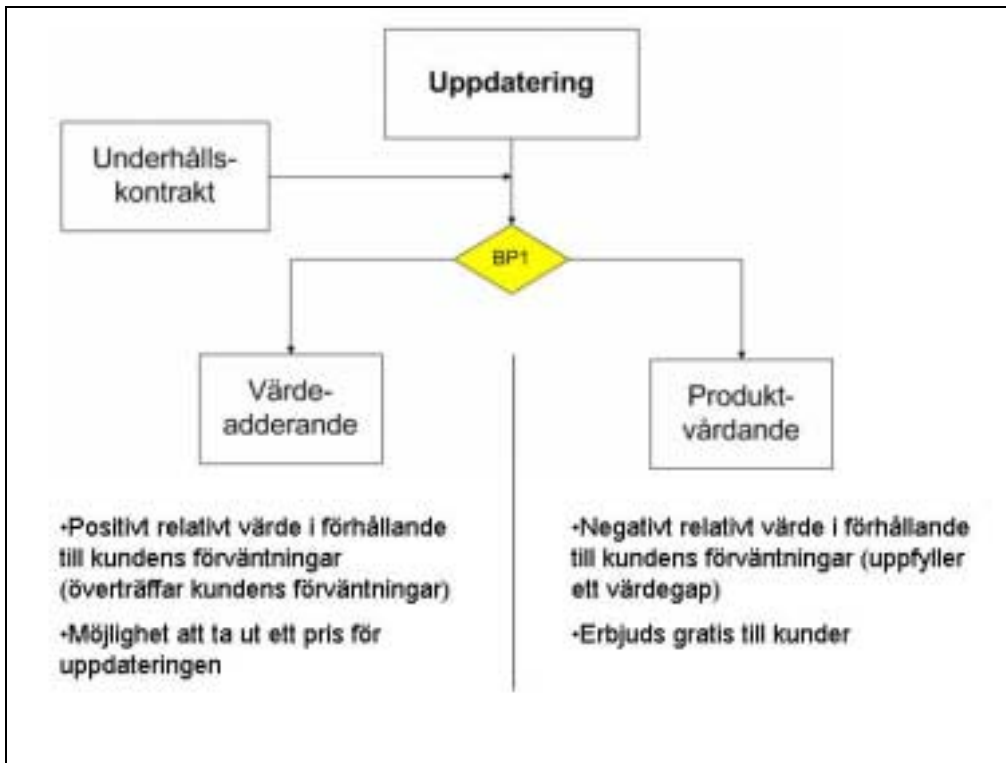 Uppdatering
Underhålls-
kontrakt
BP1
Värde-
adderande
Produkt-
vårdande
•Positivt relativt värde i förhållande
till kundens förväntningar
(överträffar kundens förväntningar)
•Möjlighet att ta ut ett pris för
uppdateringen
•Negativt relativt värde i förhållande
till kundens förväntningar (uppfyller
ett värdegap)
•Erbjuds gratis till kunder